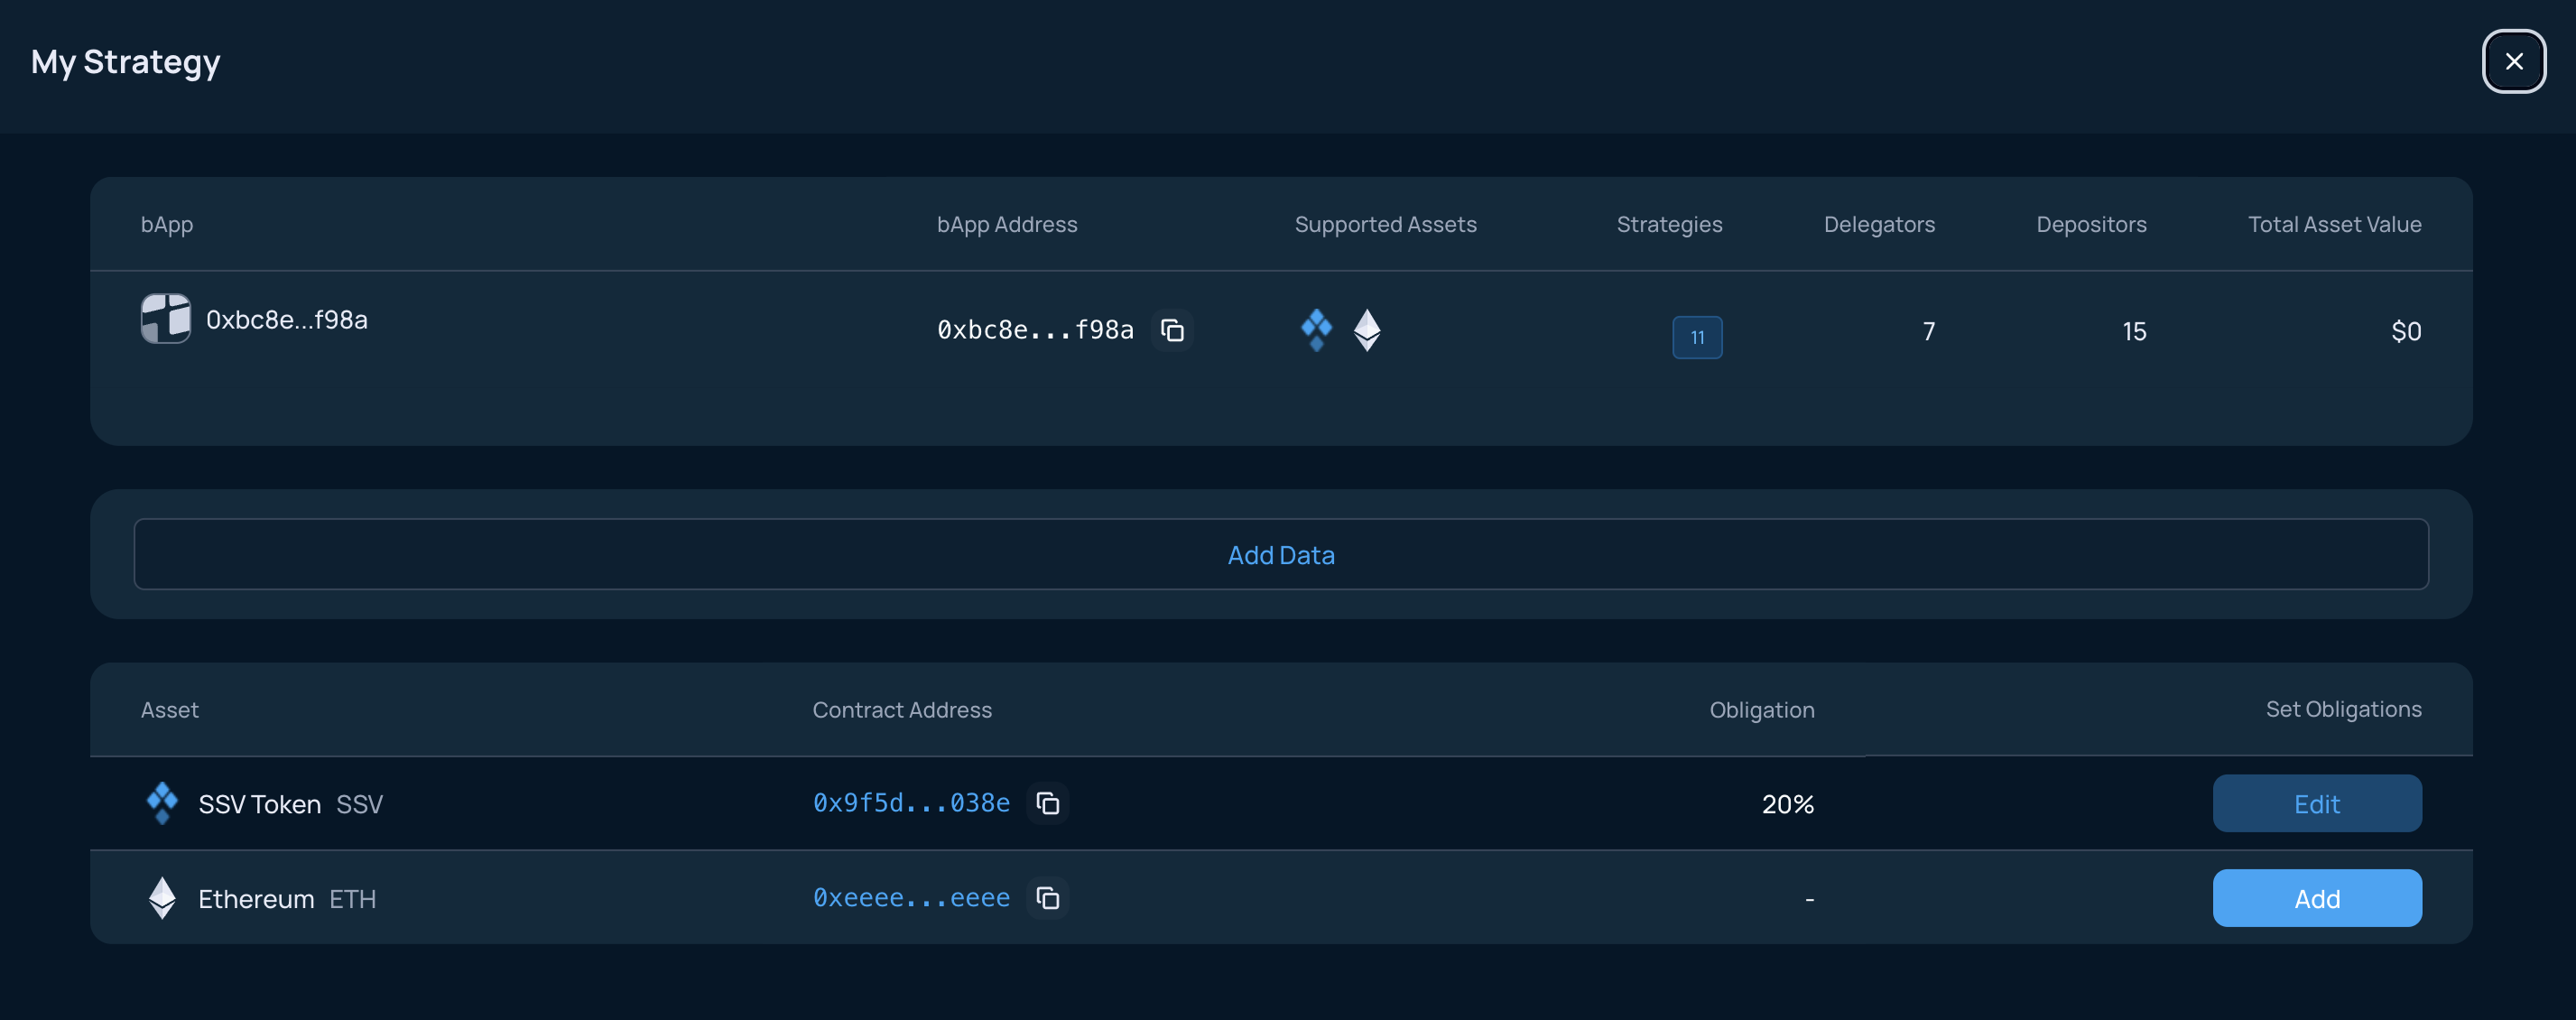 My Strategy
bApp bApp Address Supported Assets Strategies Delegators Depositors Total Asset Value
0xbc8e...f98a 0xbc8e...f98a 11 7 15 $0
Add Data
Asset Contract Address Obligation Set Obligations
SSV Token SSV 0x9f5d...038e 20% Edit
Ethereum ETH 0xeeee...eeee - Add